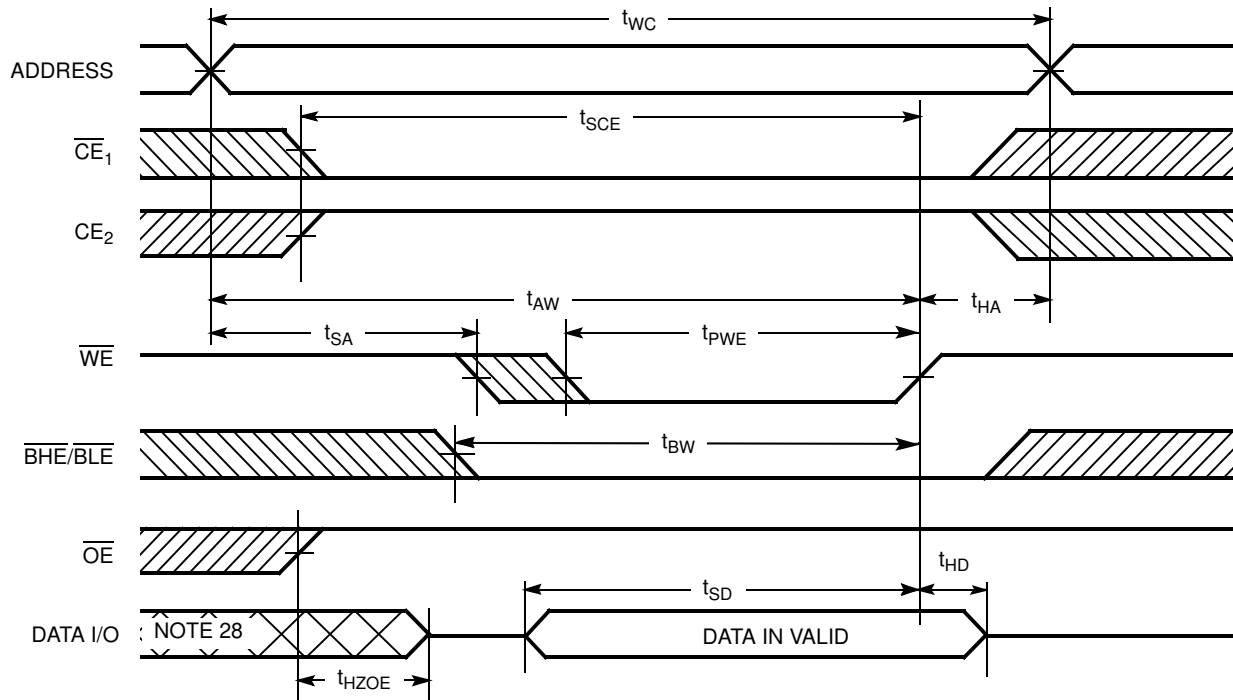 tWC
ADDRESS
tSCE
CE1
CE2
tAW
tHA
tSA
tPWE
WE
tBW
BHE/BLE
OE
tHD
tSD
DATA I/O
NOTE 28
DATA IN VALID
tHZOE